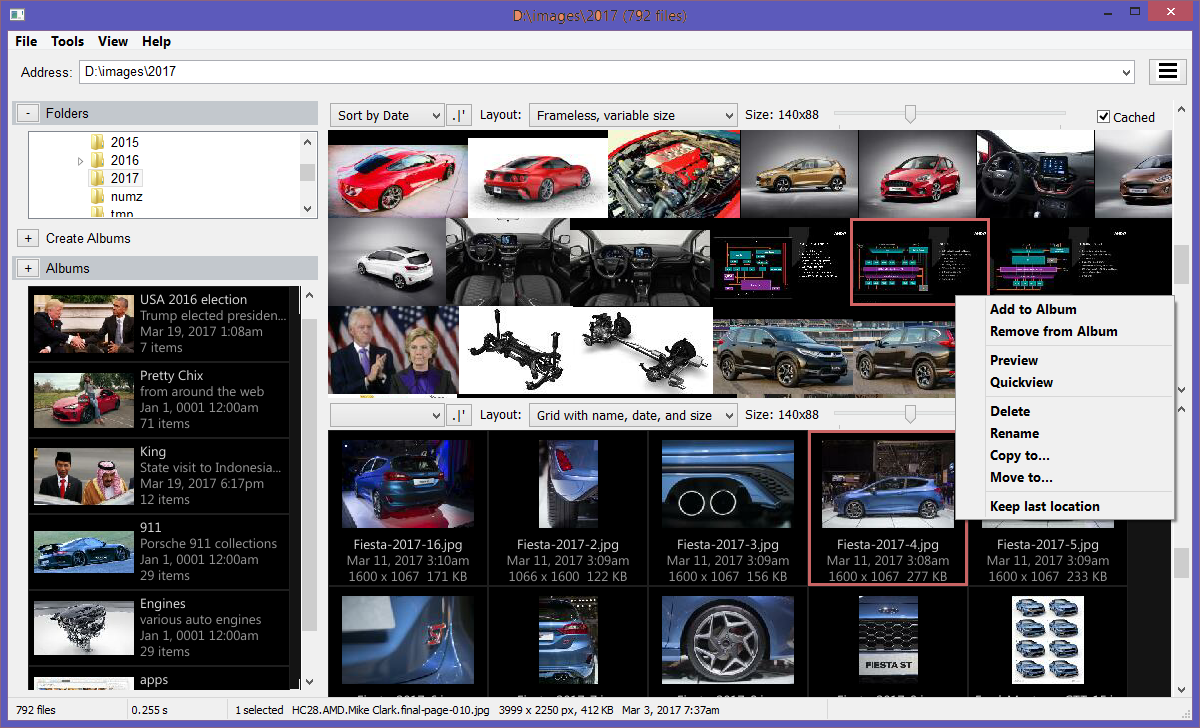 D:\images\2017 (792 files)
File Tools View Help
Address: D:\images\2017
- Folders
2015
2016
2017
numz
tmp
+ Create Albums
+ Albums
USA 2016 election
Trump elected presiden...
Mar 19, 2017 1:08am
7 items
Pretty Chix
from around the web
Jan 1, 0001 12:00am
71 items
King
State visit to Indonesia...
Mar 19, 2017 6:17pm
12 items
911
Porsche 911 collections
Jan 1, 0001 12:00am
29 items
Engines
various auto engines
Jan 1, 0001 12:00am
29 items
apps
Sort by Date .|' Layout: Frameless, variable size Size: 140x88 Cached
AMD
AMD
AMD
Add to Album
Remove from Album
Preview
Quickview
Delete
Rename
Copy to...
Move to...
Keep last location
.|' Layout: Grid with name, date, and size Size: 140x88
Fiesta-2017-16.jpg
Mar 11, 2017 3:10am
1600 x 1067 171 KB
Fiesta-2017-2.jpg
Mar 11, 2017 3:09am
1066 x 1600 122 KB
Fiesta-2017-3.jpg
Mar 11, 2017 3:09am
1600 x 1067 156 KB
Fiesta-2017-4.jpg
Mar 11, 2017 3:08am
1600 x 1067 277 KB
Fiesta-2017-5.jpg
Mar 11, 2017 3:09am
1600 x 1067 233 KB
FIESTA ST
792 files 0.255 s 1 selected HC28.AMD.Mike Clark.final-page-010.jpg 3999 x 2250 px, 412 KB Mar 3, 2017 7:37am